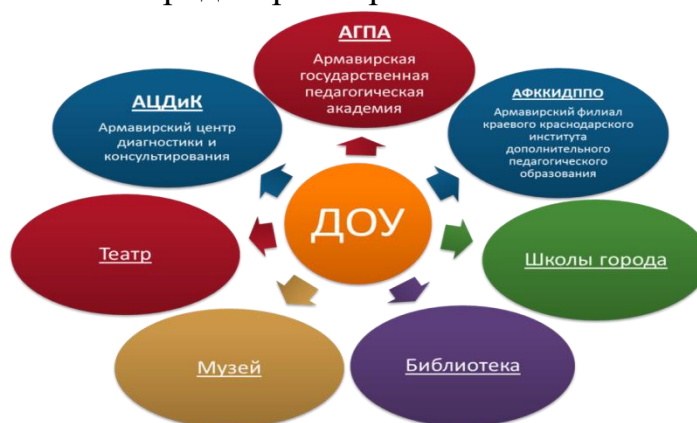 АГПА
Армавирская
государственная
педагогическая
академия
АЦДиК
Армавирский центр
диагностики и
консультирования
АФККИДППО
Армавирский филиал
краевого краснодарского
института
дополнительного
педагогического
образования
ДОУ
Театр
Школы города
Музей
Библиотека